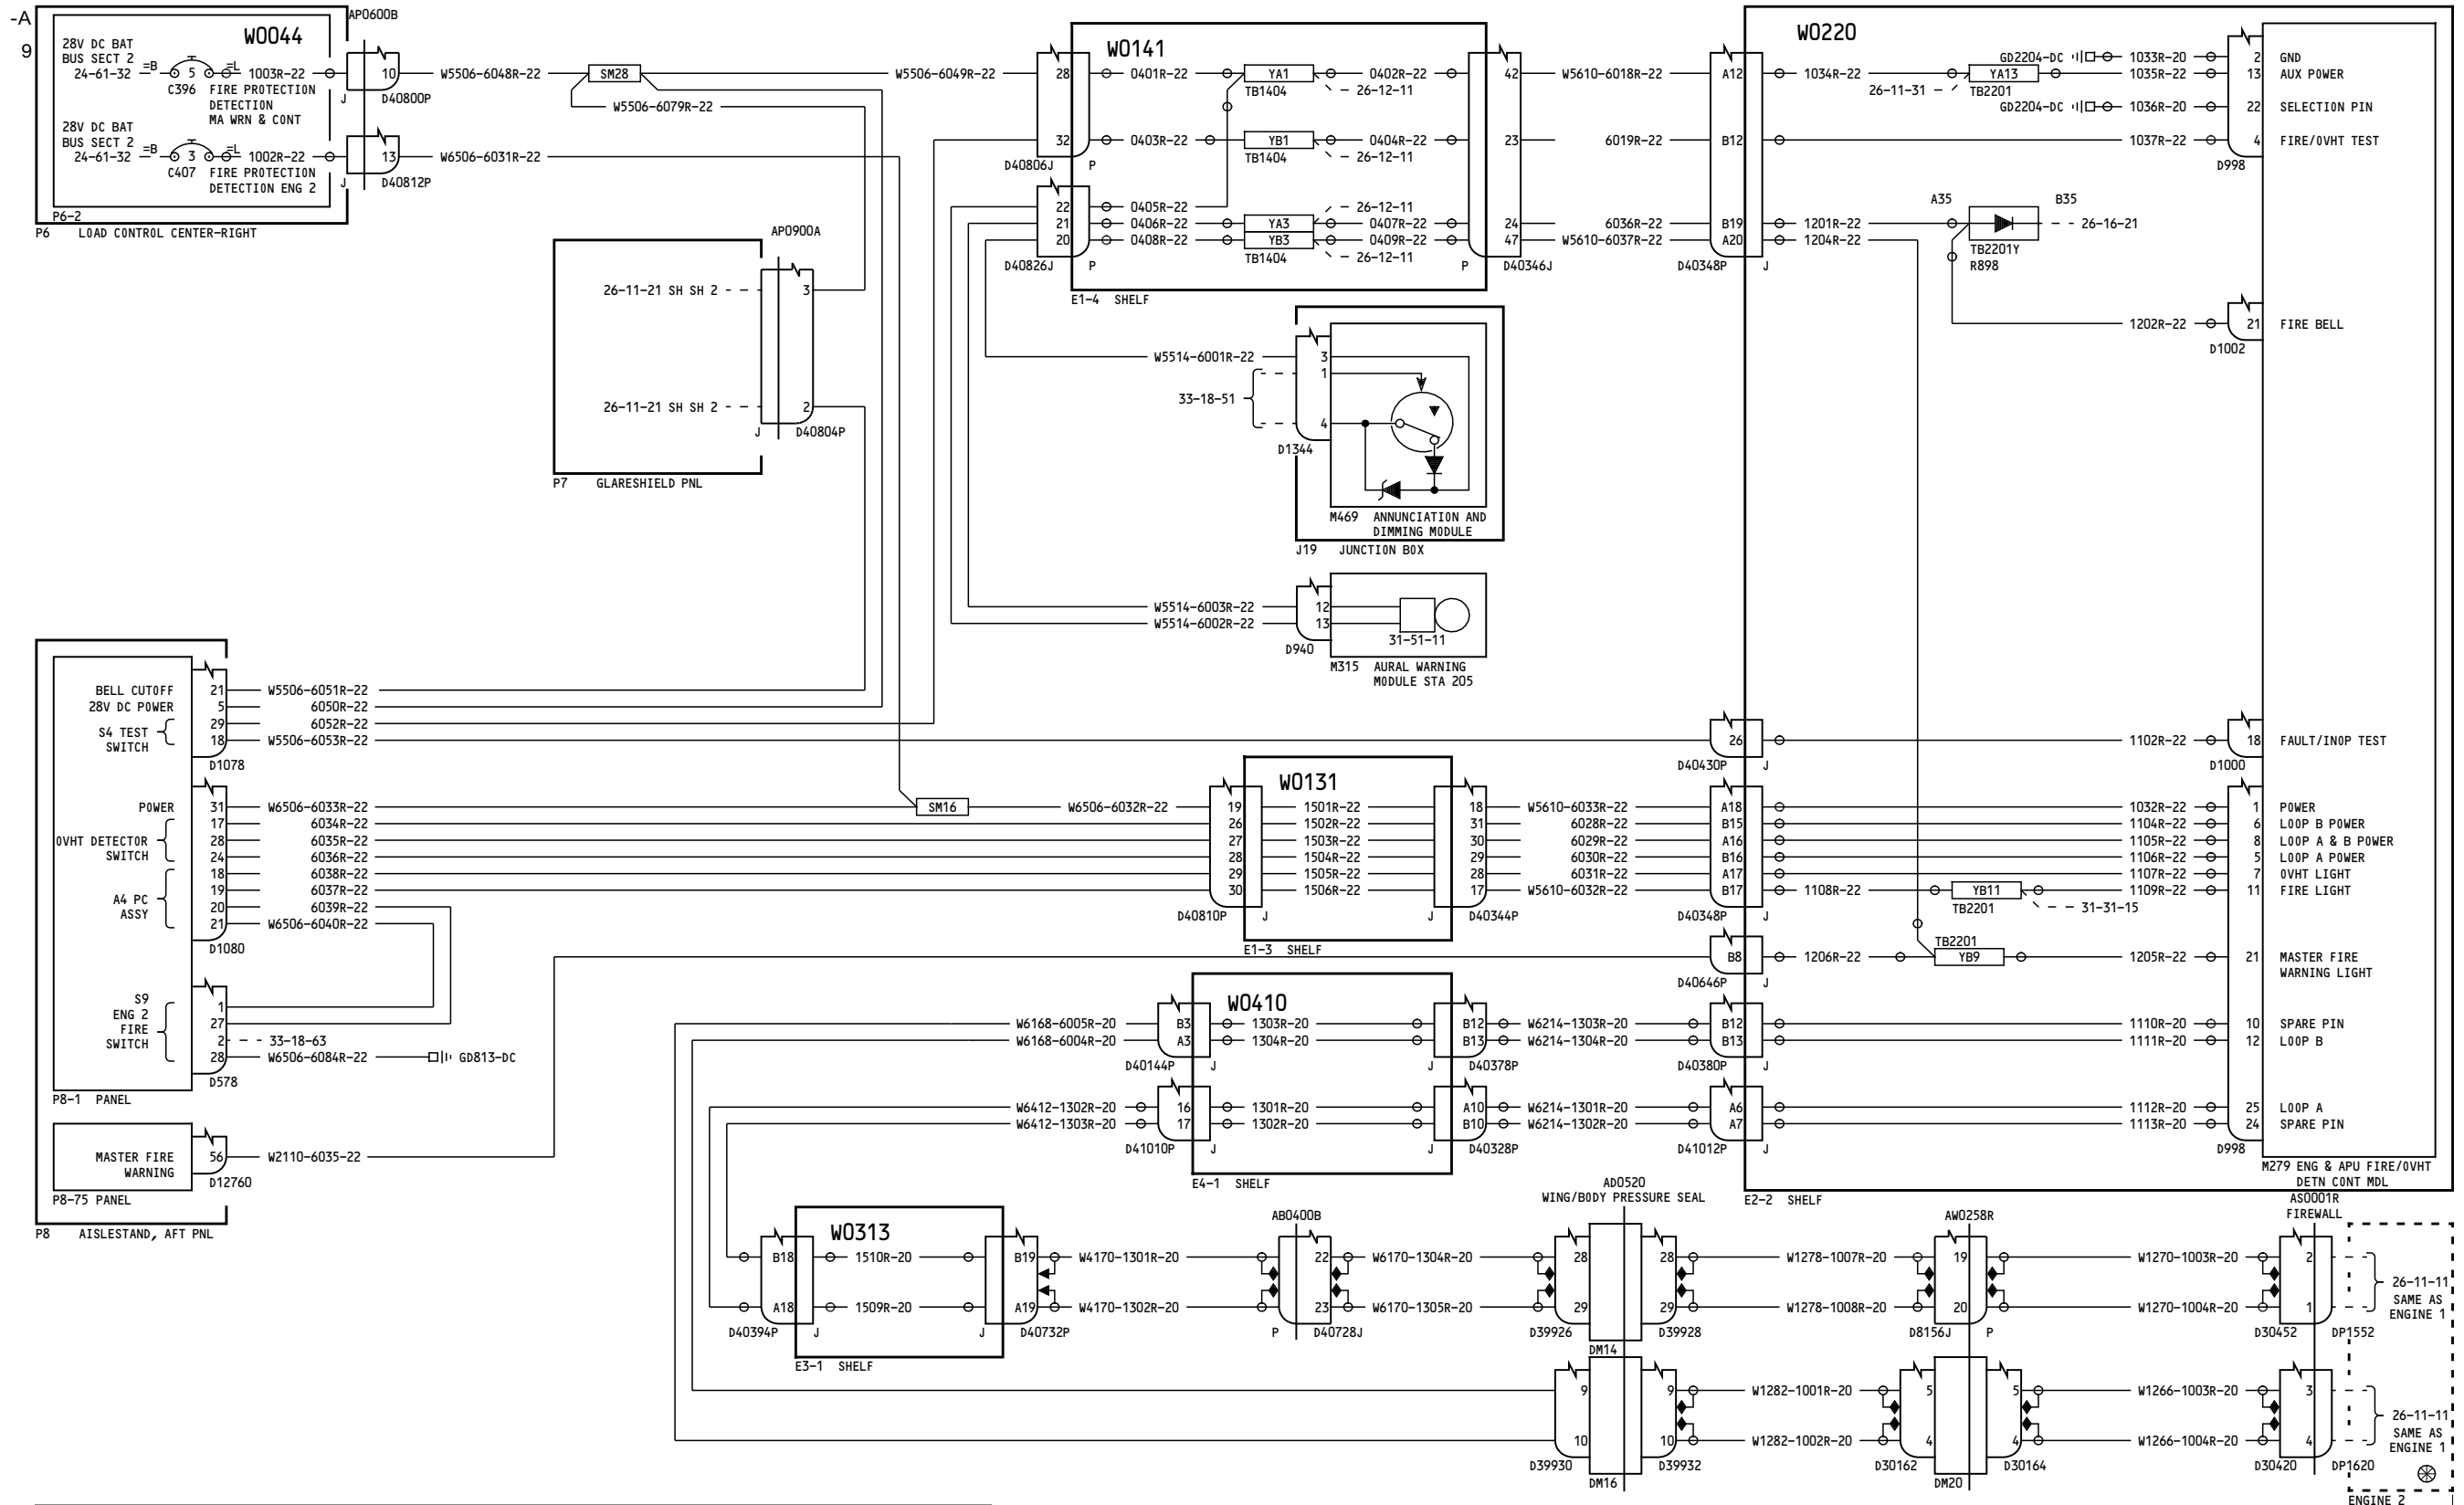 -A
9
AP0600B
W0044
28V DC BAT
BUS SECT 2
24-61-32
=B
5
=L
1003R-22
10
W5506-6048R-22
SM28
W5506-6049R-22
C396
FIRE PROTECTION
DETECTION
MA WRN & CONT
J
D40800P
W5506-6079R-22
28V DC BAT
BUS SECT 2
24-61-32
=B
3
=L
1002R-22
13
W6506-6031R-22
C407
FIRE PROTECTION
DETECTION ENG 2
J
D40812P
P6-2
P6 LOAD CONTROL CENTER-RIGHT
AP0900A
26-11-21 SH SH 2
3
26-11-21 SH SH 2
2
J
D40804P
P7 GLARESHIELD PNL
W0141
28
0401R-22
YA1
0402R-22
42
W5610-6018R-22
TB1404
26-12-11
32
0403R-22
YB1
0404R-22
23
6019R-22
D40806J
P
TB1404
26-12-11
22
0405R-22
26-12-11
21
0406R-22
YA3
0407R-22
24
6036R-22
20
0408R-22
YB3
0409R-22
47
W5610-6037R-22
D40826J
P
TB1404
26-12-11
P
D40346J
E1-4 SHELF
W5514-6001R-22
3
1
33-18-51
4
D1344
M469 ANNUNCIATION AND
DIMMING MODULE
J19 JUNCTION BOX
W5514-6003R-22
12
W5514-6002R-22
13
31-51-11
D940
M315 AURAL WARNING
MODULE STA 205
W0220
GD2204-DC
1033R-20
2
GND
A12
1034R-22
YA13
1035R-22
13
AUX POWER
26-11-31
TB2201
GD2204-DC
1036R-20
22
SELECTION PIN
B12
1037R-22
4
FIRE/OVHT TEST
D998
A35
B35
B19
1201R-22
26-16-21
A20
1204R-22
TB2201Y
R898
D40348P
J
1202R-22
21
FIRE BELL
D1002
BELL CUTOFF
21
W5506-6051R-22
28V DC POWER
5
6050R-22
S4 TEST
SWITCH
29
6052R-22
18
W5506-6053R-22
D1078
26
1102R-22
18
FAULT/INOP TEST
D40430P
J
D1000
POWER
31
W6506-6033R-22
SM16
W6506-6032R-22
OVHT DETECTOR
SWITCH
17
6034R-22
28
6035R-22
24
6036R-22
A4 PC
ASSY
18
6038R-22
19
6037R-22
20
6039R-22
21
W6506-6040R-22
D1080
W0131
19
1501R-22
18
W5610-6033R-22
A18
1032R-22
1
POWER
26
1502R-22
31
6028R-22
B15
1104R-22
6
LOOP B POWER
27
1503R-22
30
6029R-22
A16
1105R-22
8
LOOP A & B POWER
28
1504R-22
29
6030R-22
B16
1106R-22
5
LOOP A POWER
29
1505R-22
28
6031R-22
A17
1107R-22
7
OVHT LIGHT
30
1506R-22
17
W5610-6032R-22
B17
1108R-22
YB11
1109R-22
11
FIRE LIGHT
D40810P
J
J
D40344P
D40348P
J
TB2201
31-31-15
E1-3 SHELF
TB2201
B8
1206R-22
YB9
1205R-22
21
MASTER FIRE
WARNING LIGHT
D40646P
J
S9
ENG 2
FIRE
SWITCH
1
27
2
33-18-63
28
W6506-6084R-22
GD813-DC
D578
P8-1 PANEL
MASTER FIRE
WARNING
56
W2110-6035-22
D12760
P8-75 PANEL
P8 AISLESTAND, AFT PNL
W0410
W6168-6005R-20
B3
1303R-20
B12
W6214-1303R-20
B12
1110R-20
10
SPARE PIN
W6168-6004R-20
A3
1304R-20
B13
W6214-1304R-20
B13
1111R-20
12
LOOP B
D40144P
J
J
D40378P
D40380P
J
W6412-1302R-20
16
1301R-20
A10
W6214-1301R-20
A6
1112R-20
25
LOOP A
W6412-1303R-20
17
1302R-20
B10
W6214-1302R-20
A7
1113R-20
24
SPARE PIN
D41010P
J
J
D40328P
D41012P
J
D998
E4-1 SHELF
M279 ENG & APU FIRE/OVHT
DETN CONT MDL
E2-2 SHELF
W0313
AB0400B
AD0520
WING/BODY PRESSURE SEAL
AW0258R
AS0001R
FIREWALL
B18
1510R-20
B19
W4170-1301R-20
22
W6170-1304R-20
28
28
W1278-1007R-20
19
W1270-1003R-20
2
26-11-11
SAME AS
ENGINE 1
A18
1509R-20
A19
W4170-1302R-20
23
W6170-1305R-20
29
29
W1278-1008R-20
20
W1270-1004R-20
1
D40394P
J
J
D40732P
P
D40728J
D39926
D39928
D8156J
P
D30452
DP1552
DM14
E3-1 SHELF
9
9
W1282-1001R-20
5
5
W1266-1003R-20
3
26-11-11
SAME AS
ENGINE 1
10
10
W1282-1002R-20
4
4
W1266-1004R-20
4
D39930
D39932
D30162
D30164
D30420
DP1620
DM16
DM20
ENGINE 2